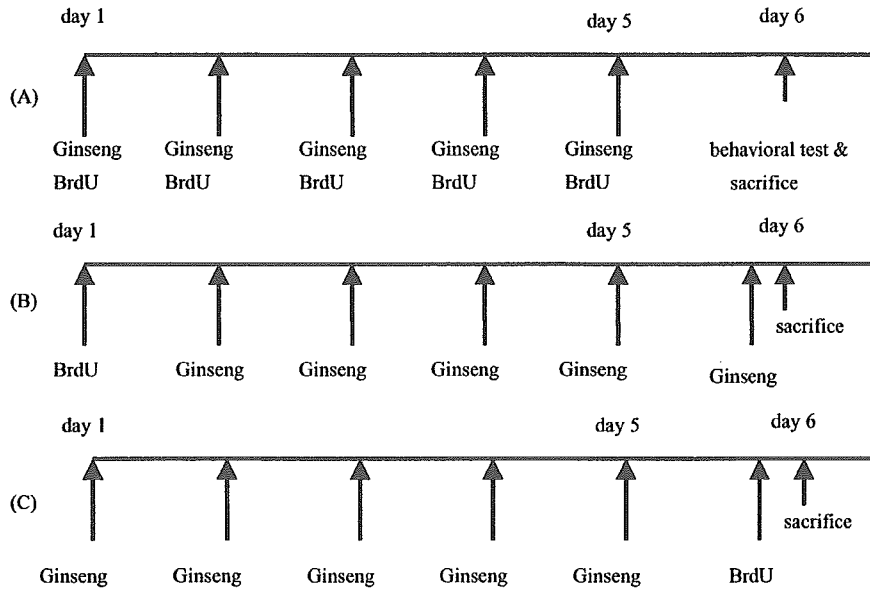 day 1 day 5 day 6
(A)
Ginseng Ginseng Ginseng Ginseng Ginseng behavioral test &
BrdU BrdU BrdU BrdU BrdU sacrifice
day 1 day 5 day 6
(B)
sacrifice
BrdU Ginseng Ginseng Ginseng Ginseng Ginseng
day 1 day 5 day 6
(C)
sacrifice
Ginseng Ginseng Ginseng Ginseng Ginseng BrdU